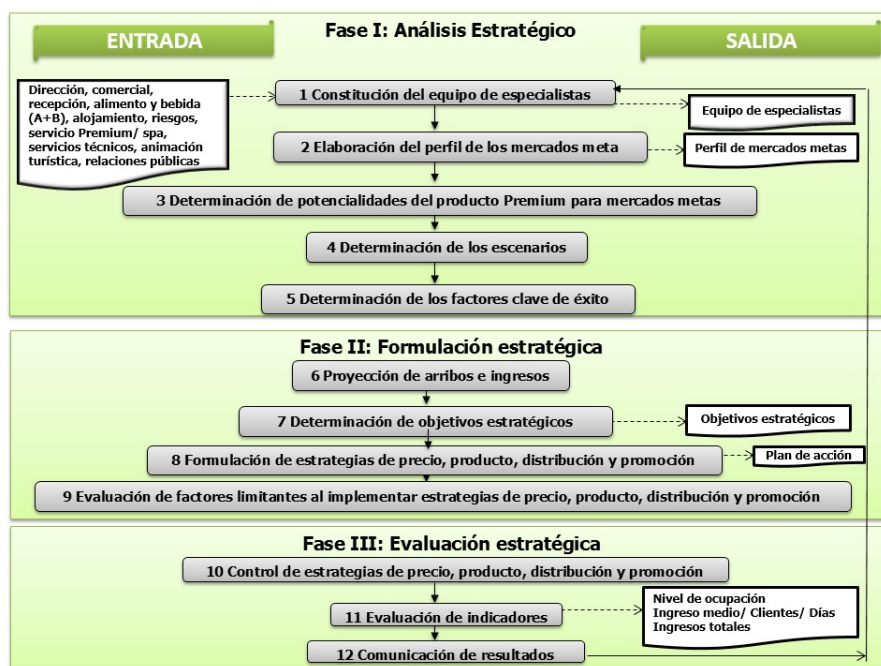 Fase I: Análisis Estratégico
ENTRADA
SALIDA
Dirección, comercial,
recepción, alimento y bebida
(A+B), alojamiento, riesgos,
servicio Premium/ spa,
servicios técnicos, animación
turística, relaciones públicas
1 Constitución del equipo de especialistas
Equipo de especialistas
2 Elaboración del perfil de los mercados meta
Perfil de mercados metas
3 Determinación de potencialidades del producto Premium para mercados metas
4 Determinación de los escenarios
5 Determinación de los factores clave de éxito
Fase II: Formulación estratégica
6 Proyección de arribos e ingresos
7 Determinación de objetivos estratégicos
Objetivos estratégicos
8 Formulación de estrategias de precio, producto, distribución y promoción
Plan de acción
9 Evaluación de factores limitantes al implementar estrategias de precio, producto, distribución y promoción
Fase III: Evaluación estratégica
10 Control de estrategias de precio, producto, distribución y promoción
11 Evaluación de indicadores
Nivel de ocupación
Ingreso medio/ Clientes/ Días
Ingresos totales
12 Comunicación de resultados